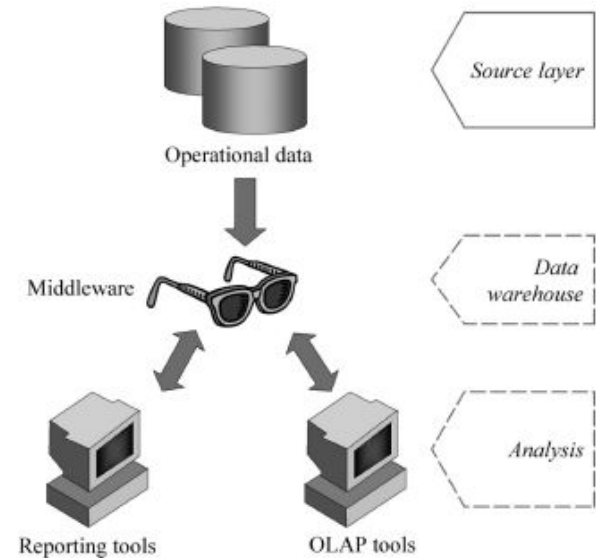 Source layer
Operational data
Middleware
Data
warehouse
Analysis
Reporting tools
OLAP tools